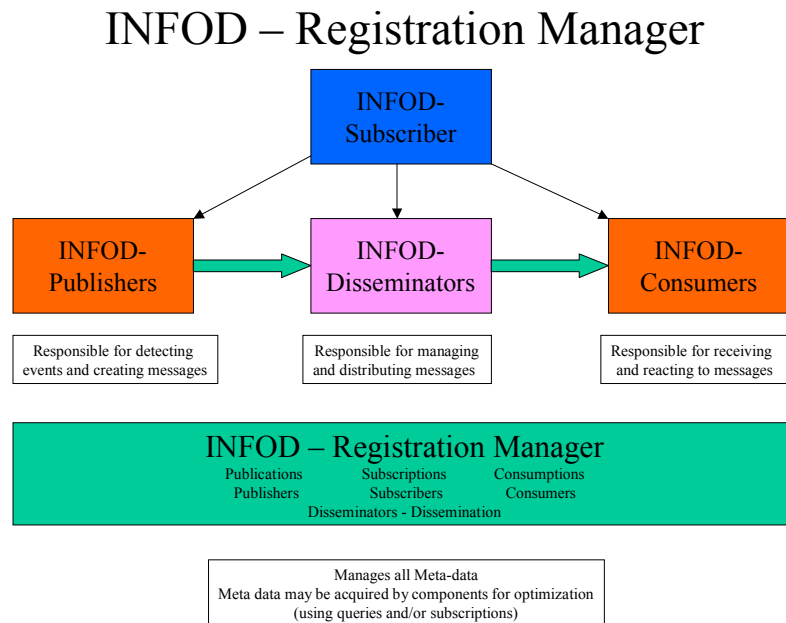 INFOD – Registration Manager
INFOD-
Subscriber
INFOD-
Publishers
INFOD-
Disseminators
INFOD-
Consumers
Responsible for detecting
events and creating messages
Responsible for managing
and distributing messages
Responsible for receiving
and reacting to messages
INFOD – Registration Manager
Publications Subscriptions Consumptions
Publishers Subscribers Consumers
Disseminators - Dissemination
Manages all Meta-data
Meta data may be acquired by components for optimization
(using queries and/or subscriptions)